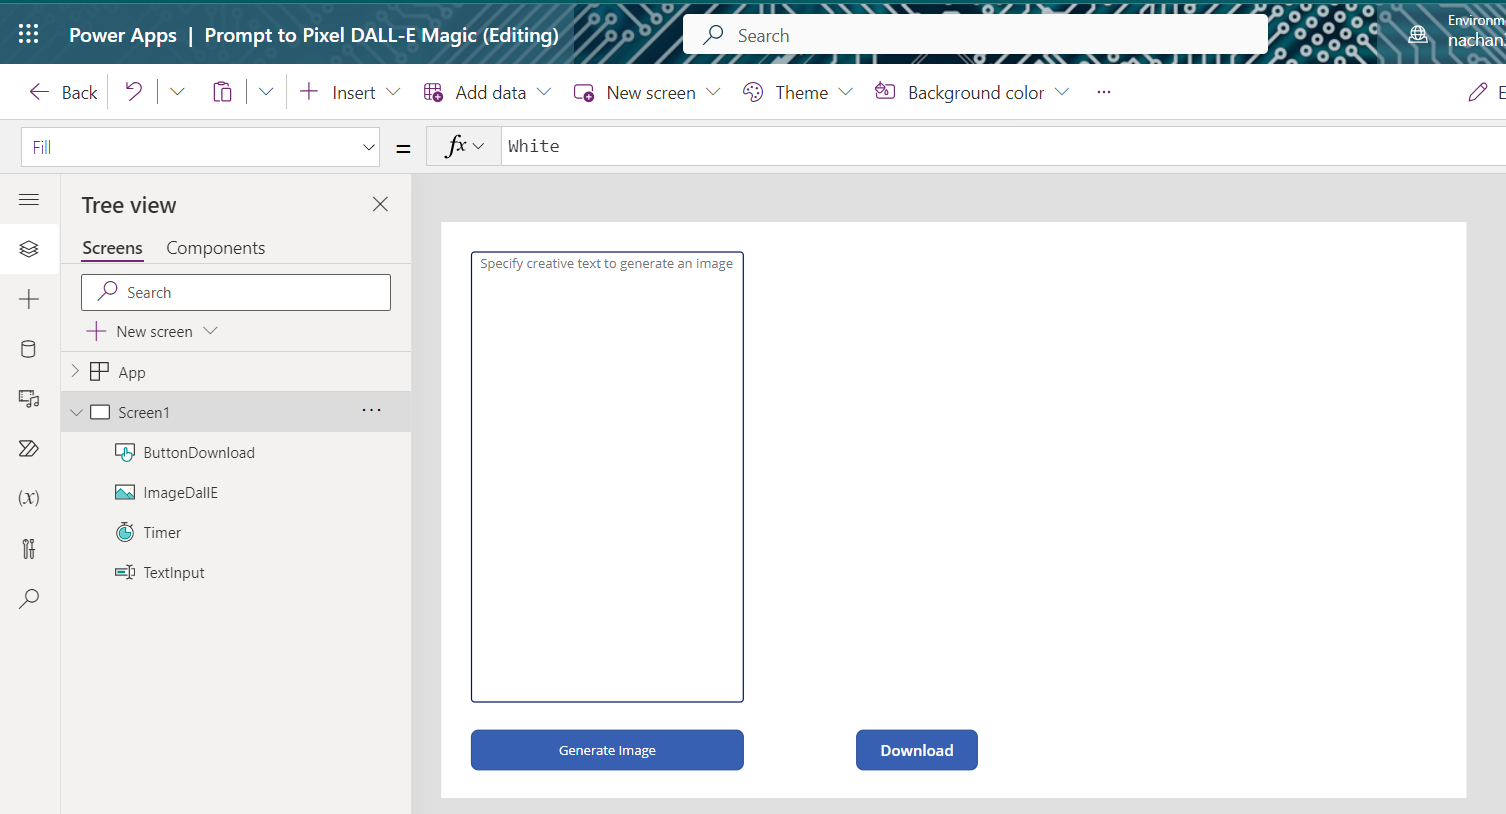 Power Apps | Prompt to Pixel DALL-E Magic (Editing)
Search
Environm
nachan
Back
Insert
Add data
New screen
Theme
Background color
...
E
Fill
=
fx
White
Tree view
Screens
Components
Search
New screen
App
Screen1
...
ButtonDownload
ImageDallE
Timer
TextInput
(x)
Specify creative text to generate an image
Generate Image
Download